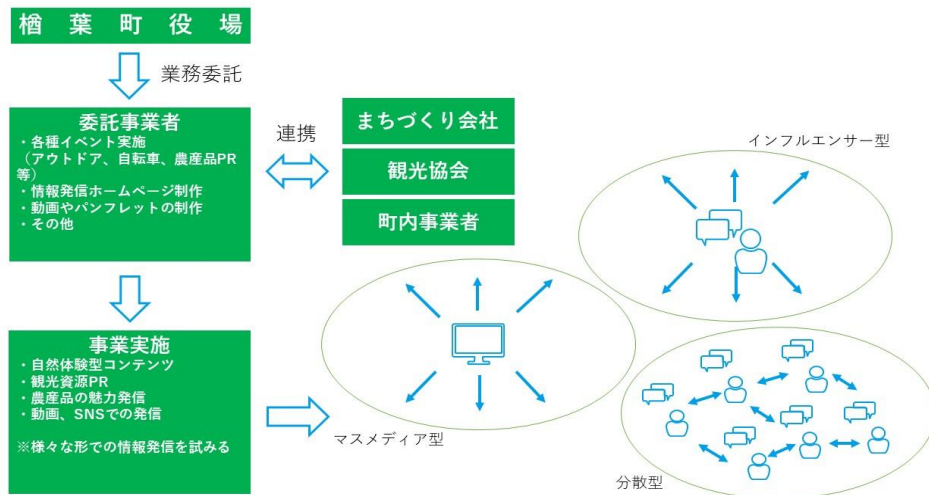 楢葉町役場
業務委託
委託事業者
・各種イベント実施
(アウトドア、自転車、農産品PR
等)
・情報発信ホームページ制作
・動画やパンフレットの制作
・その他
連携
まちづくり会社
観光協会
町内事業者
インフルエンサー型
事業実施
・自然体験型コンテンツ
・観光資源PR
・農産品の魅力発信
・動画、SNSでの発信
※様々な形での情報発信を試みる
マスメディア型
分散型